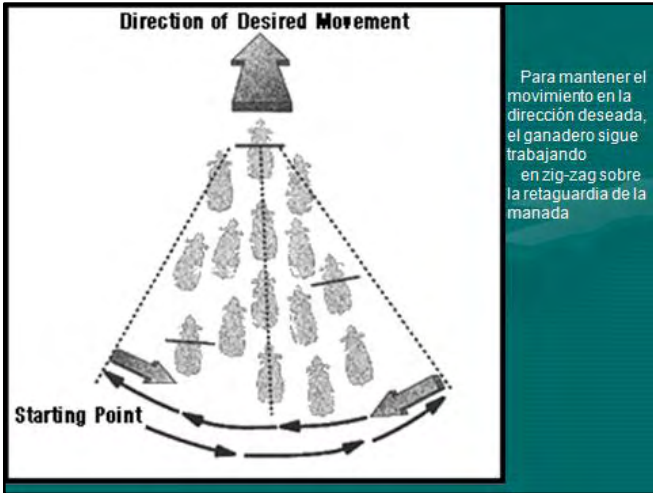 Direction of Desired Movement
Starting Point
Para mantener el
movimiento en la
dirección deseada,
el ganadero sigue
trabajando
en zig-zag sobre
la retaguardia de la
manada